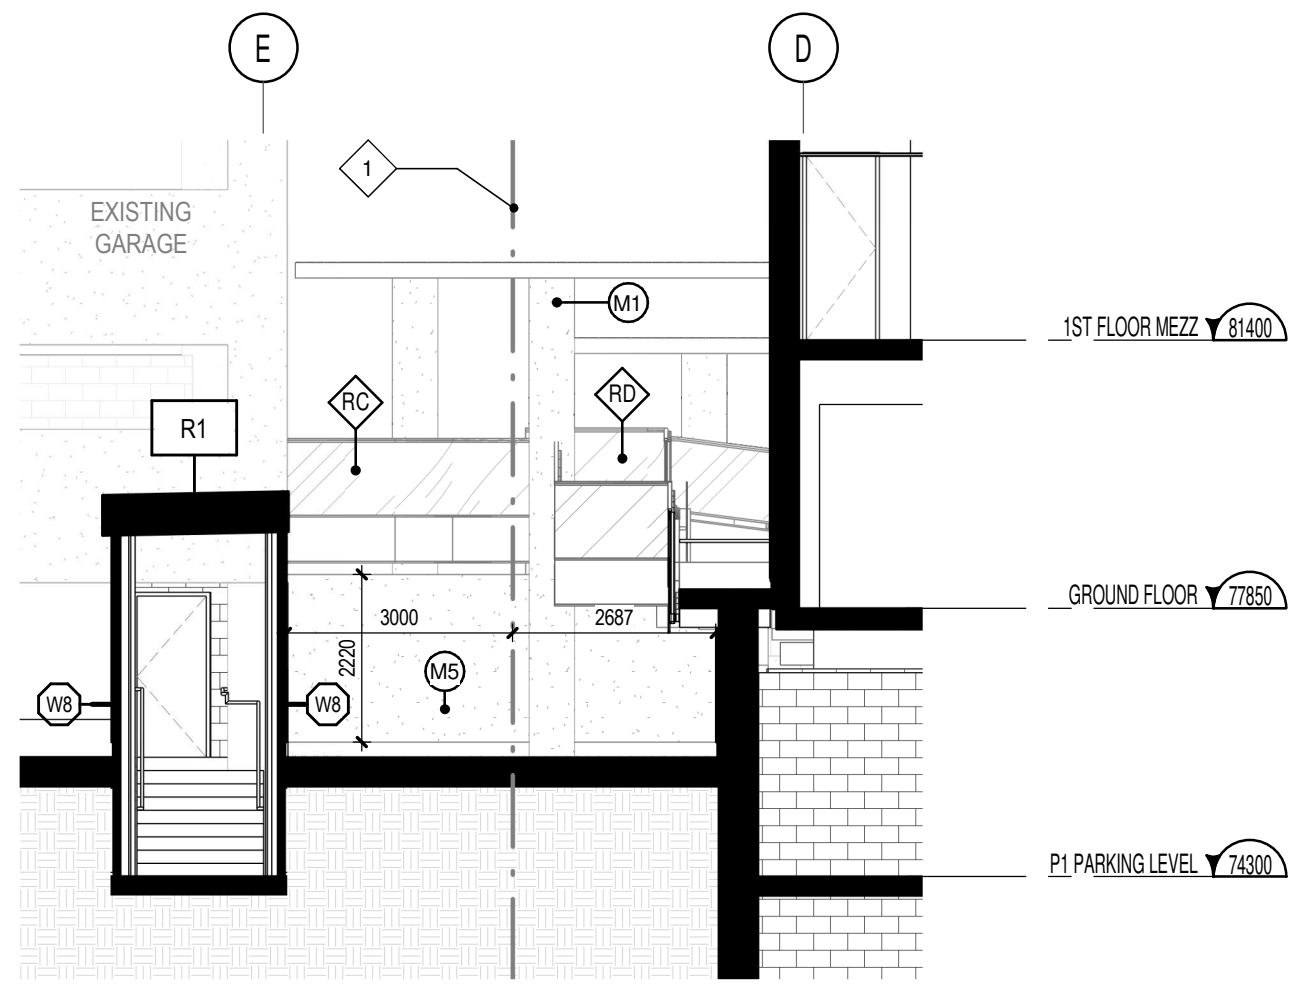 E
D
1
EXISTING
GARAGE
M1
1ST FLOOR MEZZ
81400
RC
RD
R1
GROUND FLOOR
77850
3000
2687
2220
M5
W8
W8
P1 PARKING LEVEL
74300